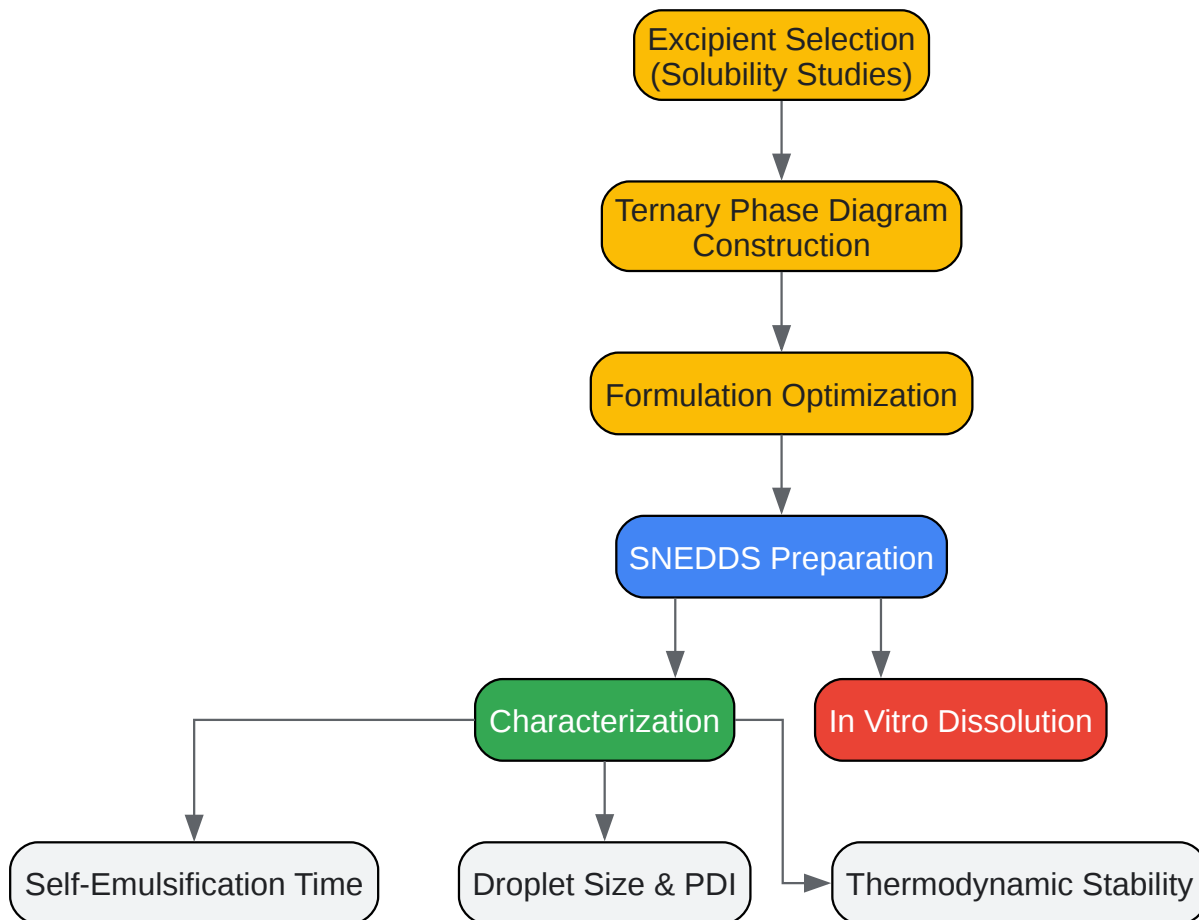 Excipient Selection
(Solubility Studies)
Ternary Phase Diagram
Construction
Formulation Optimization
SNEDDS Preparation
Characterization
In Vitro Dissolution
Self-Emulsification Time
Droplet Size & PDI
Thermodynamic Stability